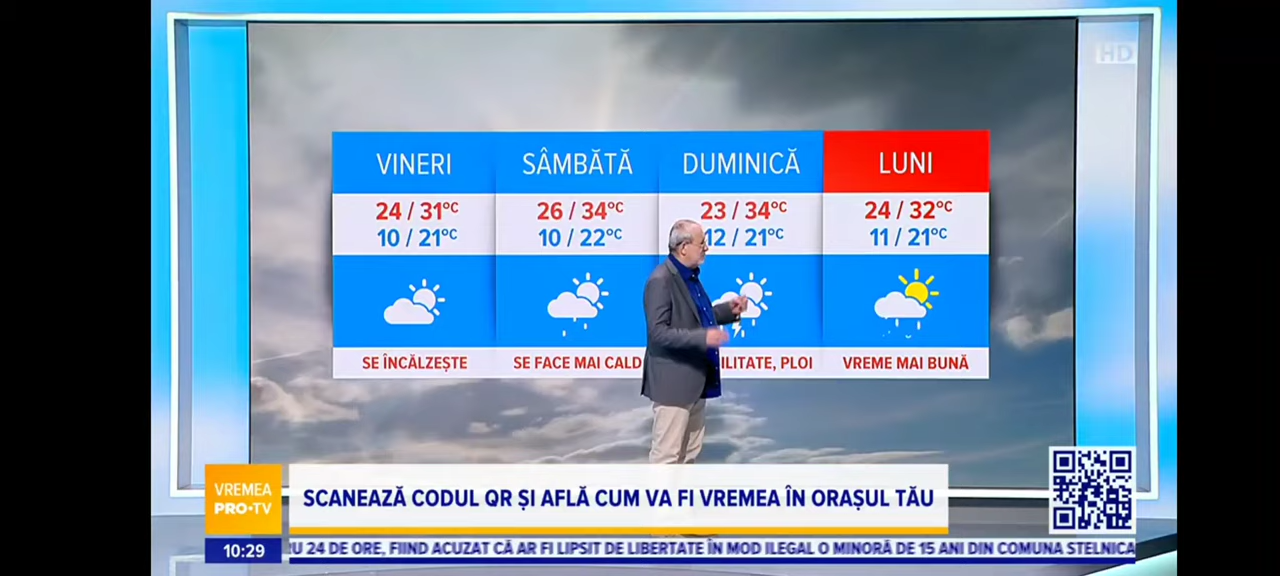 HD
VINERI SÂMBĂTĂ DUMINICĂ LUNI
24 / 31°C 26 / 34°C 23 / 34°C 24 / 32°C
10 / 21°C 10 / 22°C 12 / 21°C 11 / 21°C
SE ÎNCĂLZEȘTE SE FACE MAI CALD PLOI VREME MAI BUNĂ
VREMEA
PRO•TV
SCANEAZĂ CODUL QR ȘI AFLĂ CUM VA FI VREMEA ÎN ORAȘUL TĂU
10:29 24 DE ORE, FIIND ACUZAT CĂ AR FI LIPSIT DE LIBERTATE ÎN MOD ILEGAL O MINORĂ DE 15 ANI DIN COMUNA STELNICA